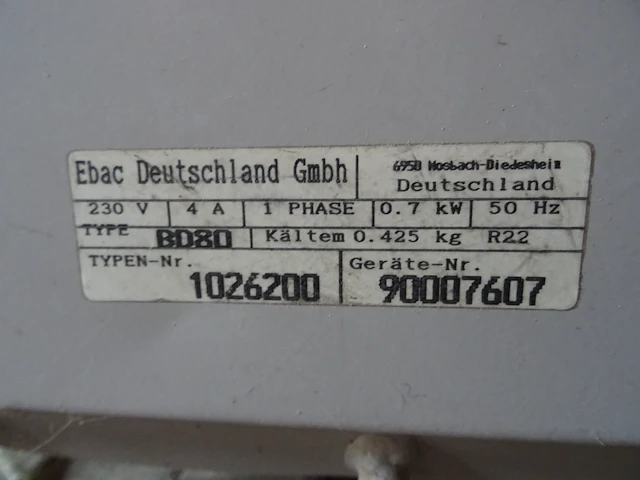 Ebac Deutschland Gmbh
6950 Mosbach-Diedesheim
Deutschland
230 V 4 A 1 PHASE 0.7 kW 50 Hz
TYPE BD80 Kältem 0.425 kg R22
TYPEN-Nr. 1026200
Geräte-Nr. 90007607